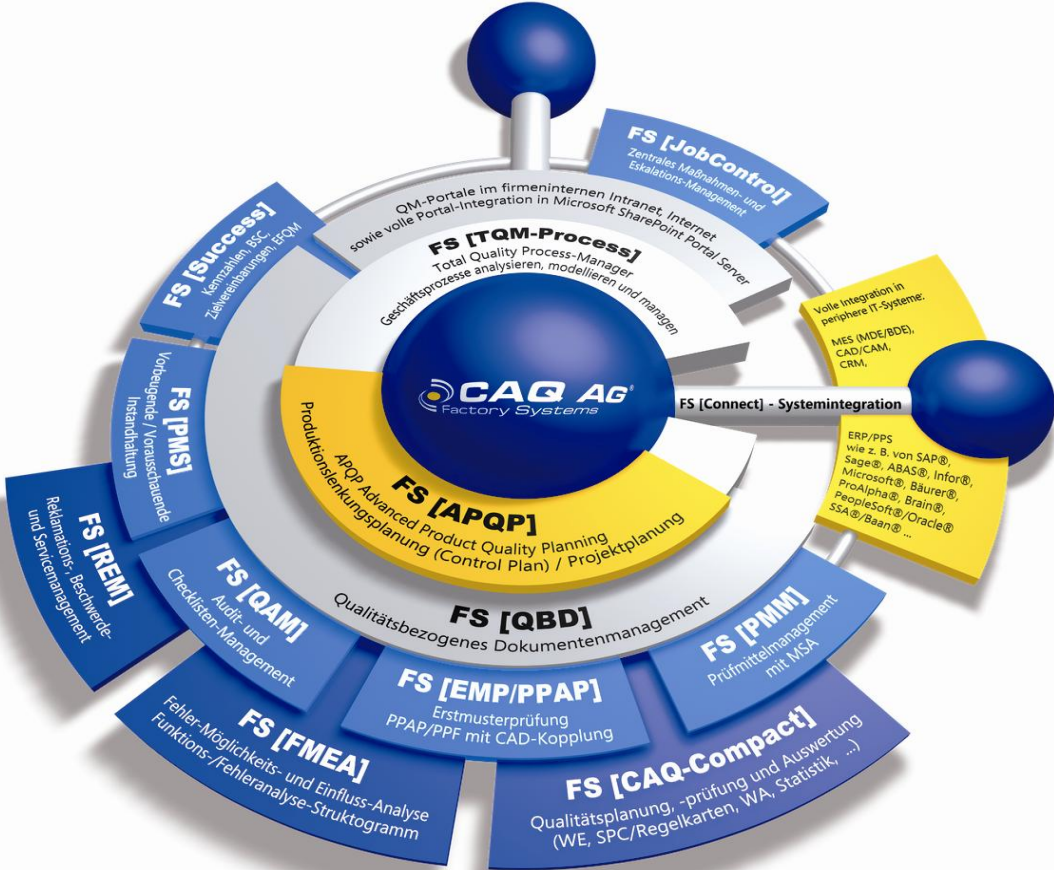 FS [JobControl]
Zentrales Maßnahmen- und
Eskalations-Management
QM-Portale im firmeninternen Intranet, Internet
sowie volle Portal-Integration in Microsoft SharePoint Portal Server
FS [TQM-Process]
Total Quality Process-Manager
Geschäftsprozesse analysieren, modellieren und managen
FS [Success]
Kennzahlen, BSC,
Zielvereinbarungen, EFQM
Volle Integration in
periphere IT-Systeme:
MES (MDE/BDE),
CAD/CAM,
CRM,
CAQ AG®
Factory Systems
FS [Connect] - Systemintegration
ERP/PPS
wie z. B. von SAP®,
Sage®, ABAS®, Infor®,
Microsoft®, Bäurer®,
ProAlpha®, Brain®,
PeopleSoft®/Oracle®
SSA®/Baan® ...
FS [PMS]
Vorbeugende / Vorausschauende
Instandhaltung
FS [APQP]
APQP Advanced Product Quality Planning
Produktionslenkungsplanung (Control Plan) / Projektplanung
FS [REM]
Reklamations-, Beschwerde-
und Servicemanagement
FS [QAM]
Audit- und
Checklisten-Management
FS [QBD]
Qualitätsbezogenes Dokumentenmanagement
FS [PMM]
Prüfmittelmanagement
mit MSA
FS [EMP/PPAP]
Erstmusterprüfung
PPAP/PPF mit CAD-Kopplung
FS [FMEA]
Fehler-Möglichkeits- und Einfluss-Analyse
Funktions-/Fehleranalyse-Struktogramm
FS [CAQ-Compact]
Qualitätsplanung, -prüfung und Auswertung
(WE, SPC/Regelkarten, WA, Statistik, ...)